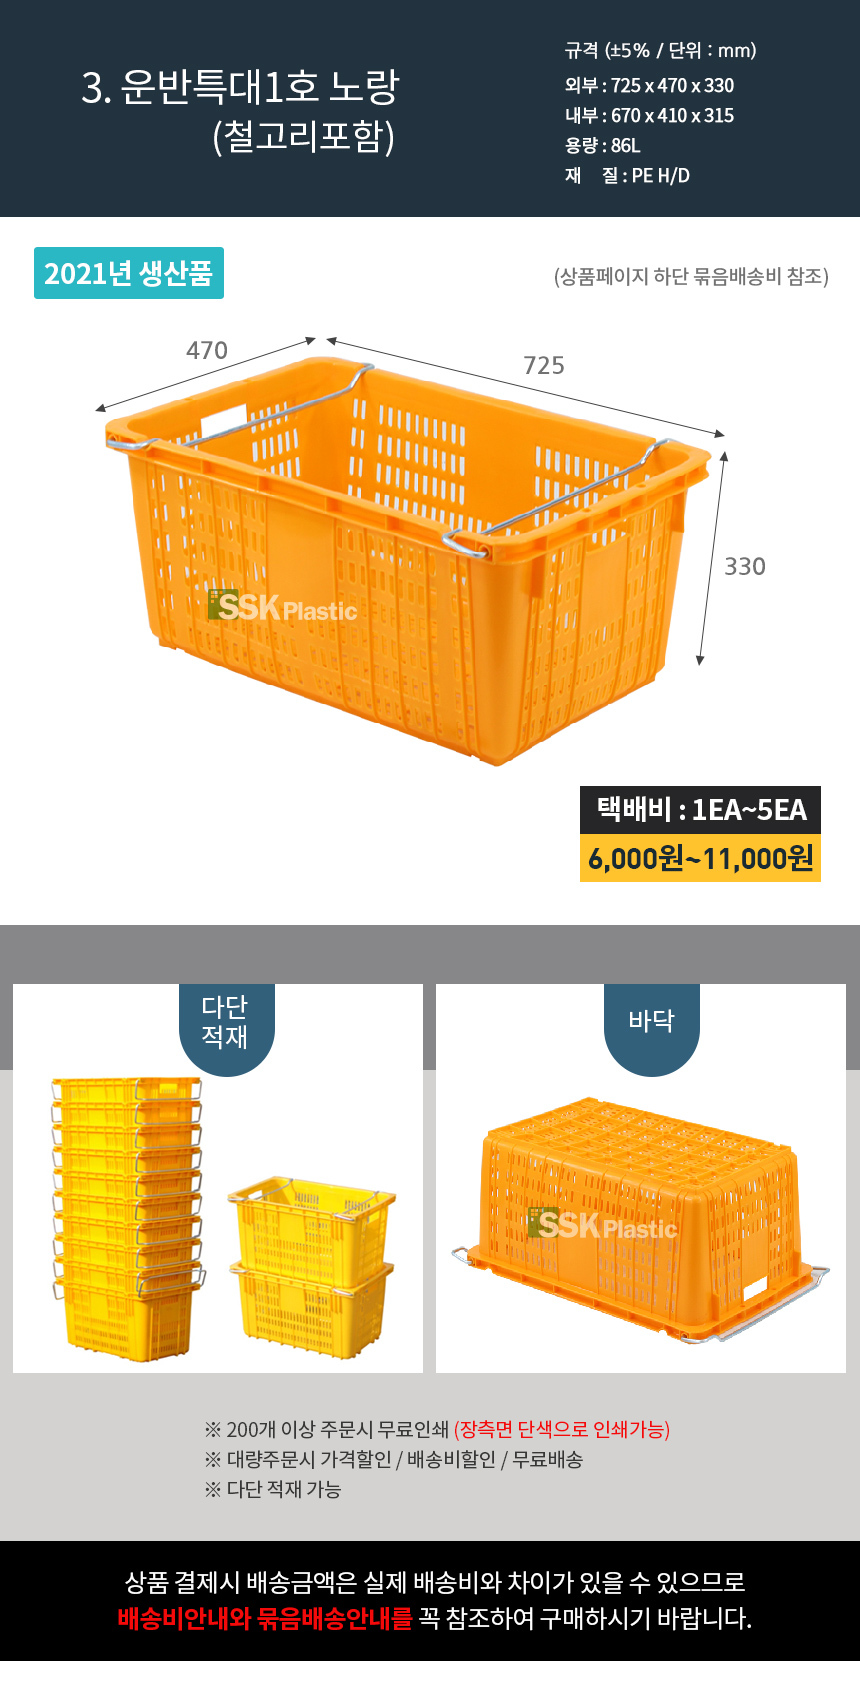 3. 운반특대1호 노랑
(철고리포함)
규격 (±5% / 단위 : mm)
외부 : 725 x 470 x 330
내부 : 670 x 410 x 315
용량 : 86L
재 질 : PE H/D
2021년 생산품
(상품페이지 하단 묶음배송비 참조)
470
725
330
SSK Plastic
택배비 : 1EA~5EA
6,000원~11,000원
다단
적재
바닥
SSK Plastic
※ 200개 이상 주문시 무료인쇄 (장측면 단색으로 인쇄가능)
※ 대량주문시 가격할인 / 배송비할인 / 무료배송
※ 다단 적재 가능
상품 결제시 배송금액은 실제 배송비와 차이가 있을 수 있으므로
배송비안내와 묶음배송안내를 꼭 참조하여 구매하시기 바랍니다.